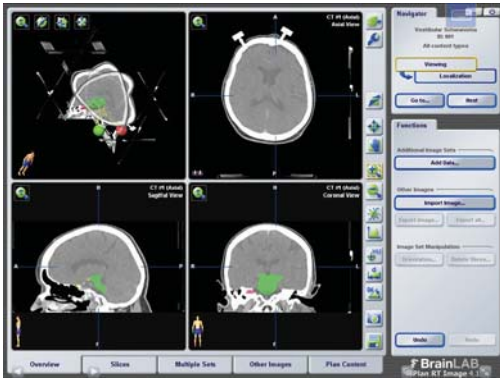 CT #1 (Axial)
Axial View
A
R
L
P
CT #1 (Axial)
Sagittal View
H
A
P
CT #1 (Axial)
Coronal View
H
R
L
Navigator
Vestibular Schwannoma
All content types
Viewing
Localization
Go to...
Next
Functions
Additional Image Sets
Add Data...
Other Images
Import Image...
Export Image...
Export all...
Image Set Manipulation
Orientation...
Delete Slices...
Undo
Redo
BrainLAB
iPlan RT Image 4.1
Overview
Slices
Multiple Sets
Other Images
Plan Content